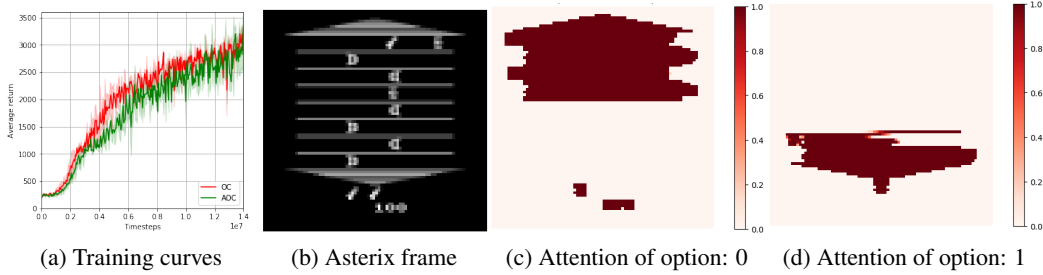 3500
3000
2500
2000
1500
1000
500
0
Average return
0.0 0.2 0.4 0.6 0.8 1.0 1.2 1.4
1e7
Timesteps
OC
AOC
100
1.0
0.8
0.6
0.4
0.2
0.0
1.0
0.8
0.6
0.4
0.2
0.0
(a) Training curves
(b) Asterix frame
(c) Attention of option: 0
(d) Attention of option: 1